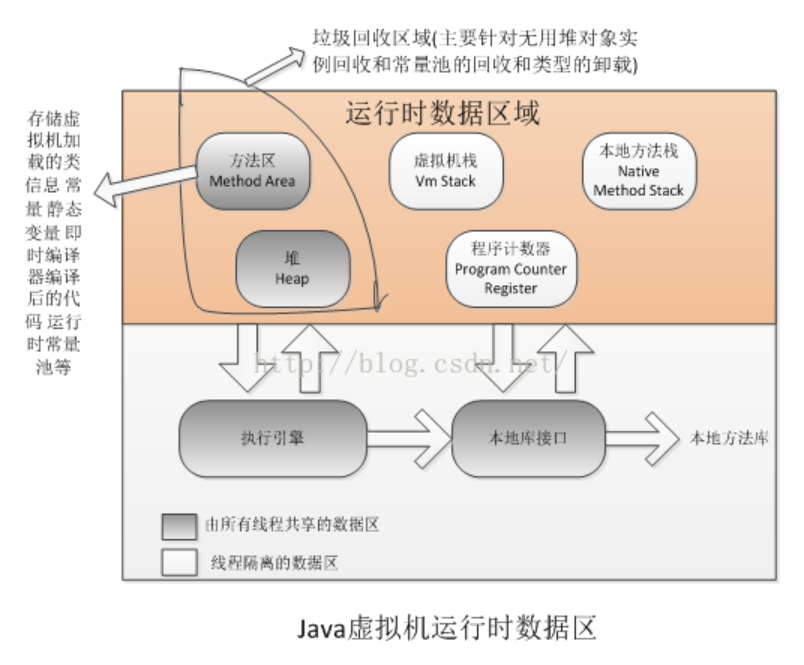 垃圾回收区域(主要针对无用堆对象实
例回收和常量池的回收和类型的卸载)
存储虚
拟机加
载的类
信息 常
量 静态
变量 即
时编译
器编译
后的代
码 运行
时常量
池等
运行时数据区域
方法区
Method Area
虚拟机栈
Vm Stack
本地方法栈
Native
Method Stack
堆
Heap
程序计数器
Program Counter
Register
http://blog.csdn.net/
执行引擎
本地库接口
本地方法库
由所有线程共享的数据区
线程隔离的数据区
Java虚拟机运行时数据区